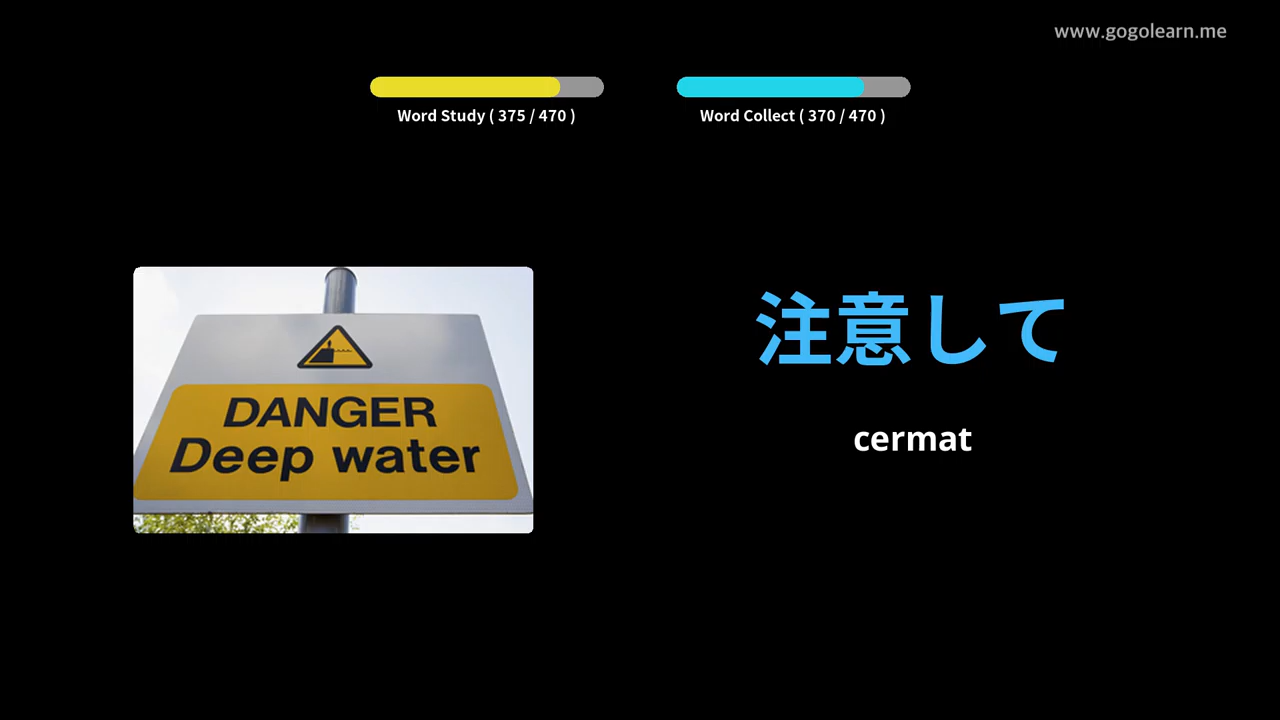 www.gogolearn.me
Word Study ( 375 / 470 )
Word Collect ( 370 / 470 )
DANGER
Deep water
注意して
cermat